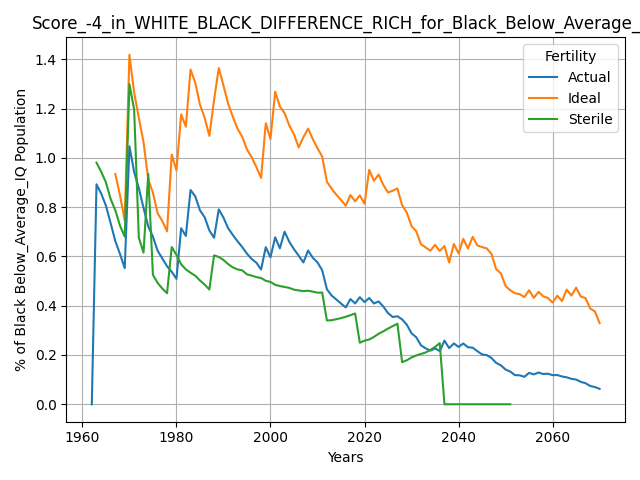 Score_-4_in_WHITE_BLACK_DIFFERENCE_RICH_for_Black_Below_Average_
Fertility
Actual
Ideal
Sterile
% of Black Below_Average_IQ Population
1.4
1.2
1.0
0.8
0.6
0.4
0.2
0.0
1960
1980
2000
2020
2040
2060
Years